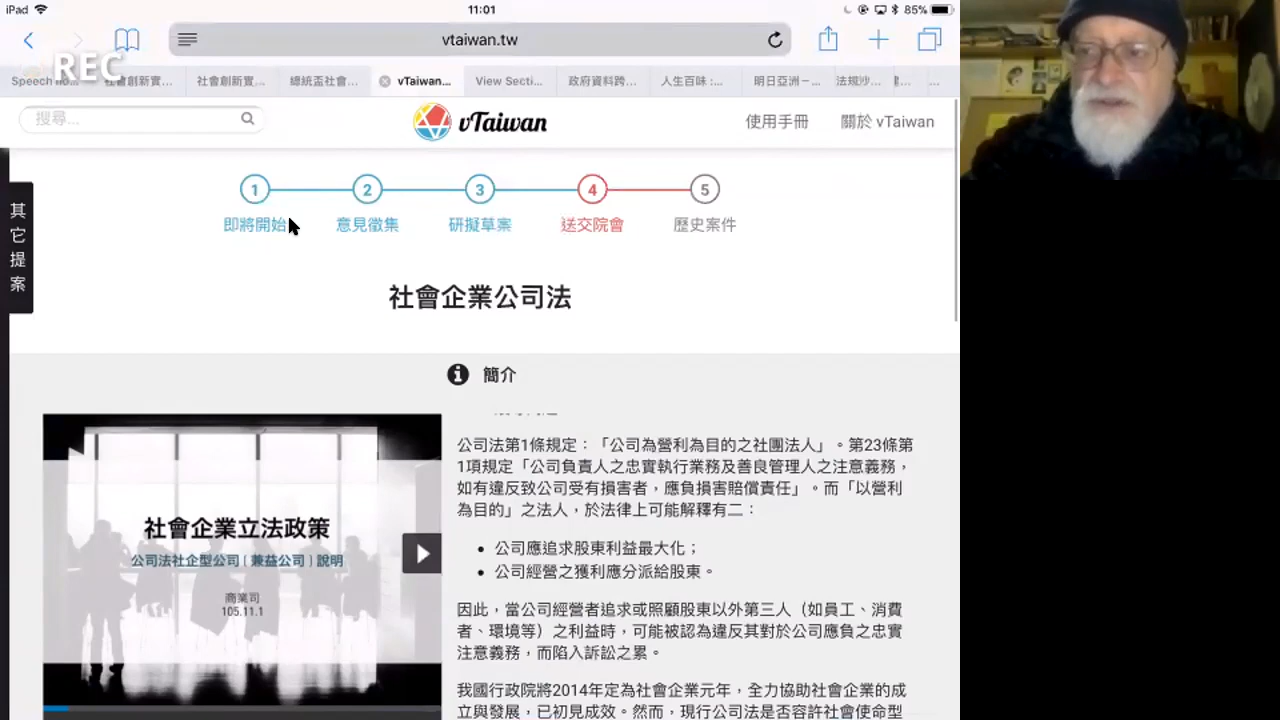 iPad
11:01
85%
vtaiwan.tw
REC
Speech
社會創新實…
社會創新實…
總統盃社會…
vTaiwan…
View Secti…
政府資料跨…
人生百味 :…
明日亞洲－…
法規沙…
搜尋…
vTaiwan
使用手冊
關於 vTaiwan
其它提案
1
2
3
4
5
即將開始
意見徵集
研擬草案
送交院會
歷史案件
社會企業公司法
簡介
社會企業立法政策
公司法社企型公司（兼益公司）說明
商業司
105.11.1
公司法第1條規定：「公司為營利為目的之社團法人」。第23條第
1項規定「公司負責人之忠實執行業務及善良管理人之注意義務，
如有違反致公司受有損害者，應負損害賠償責任」。而「以營利
為目的」之法人，於法律上可能解釋有二：
• 公司應追求股東利益最大化；
• 公司經營之獲利應分派給股東。
因此，當公司經營者追求或照顧股東以外第三人（如員工、消費
者、環境等）之利益時，可能被認為違反其對於公司應負之忠實
注意義務，而陷入訴訟之累。
我國行政院將2014年定為社會企業元年，全力協助社會企業的成
立與發展，已初見成效。然而，現行公司法是否容許社會使命型